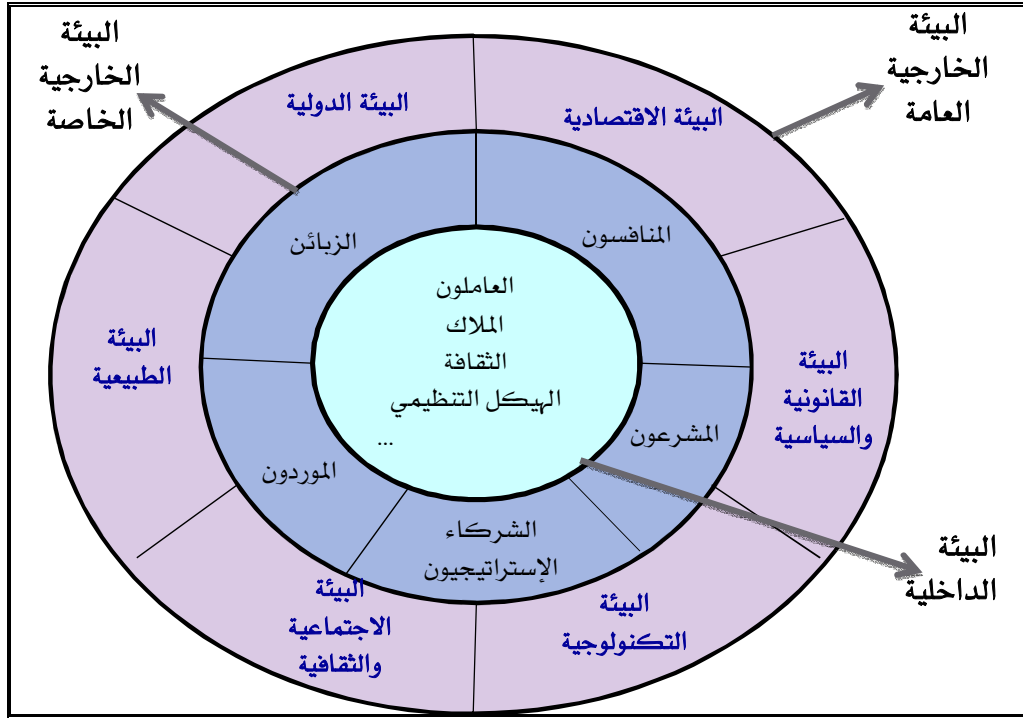 البيئة
الخارجية
العامة
البيئة
الخارجية
الخاصة
البيئة الاقتصادية
البيئة الدولية
المنافسون
الزبائن
العاملون
الملاك
الثقافة
الهيكل التنظيمي
...
البيئة
القانونية
والسياسية
البيئة
الطبيعية
المشرعون
الموردون
الشركاء
الإستراتيجيون
البيئة
الداخلية
البيئة
التكنولوجية
البيئة
الاجتماعية
والثقافية